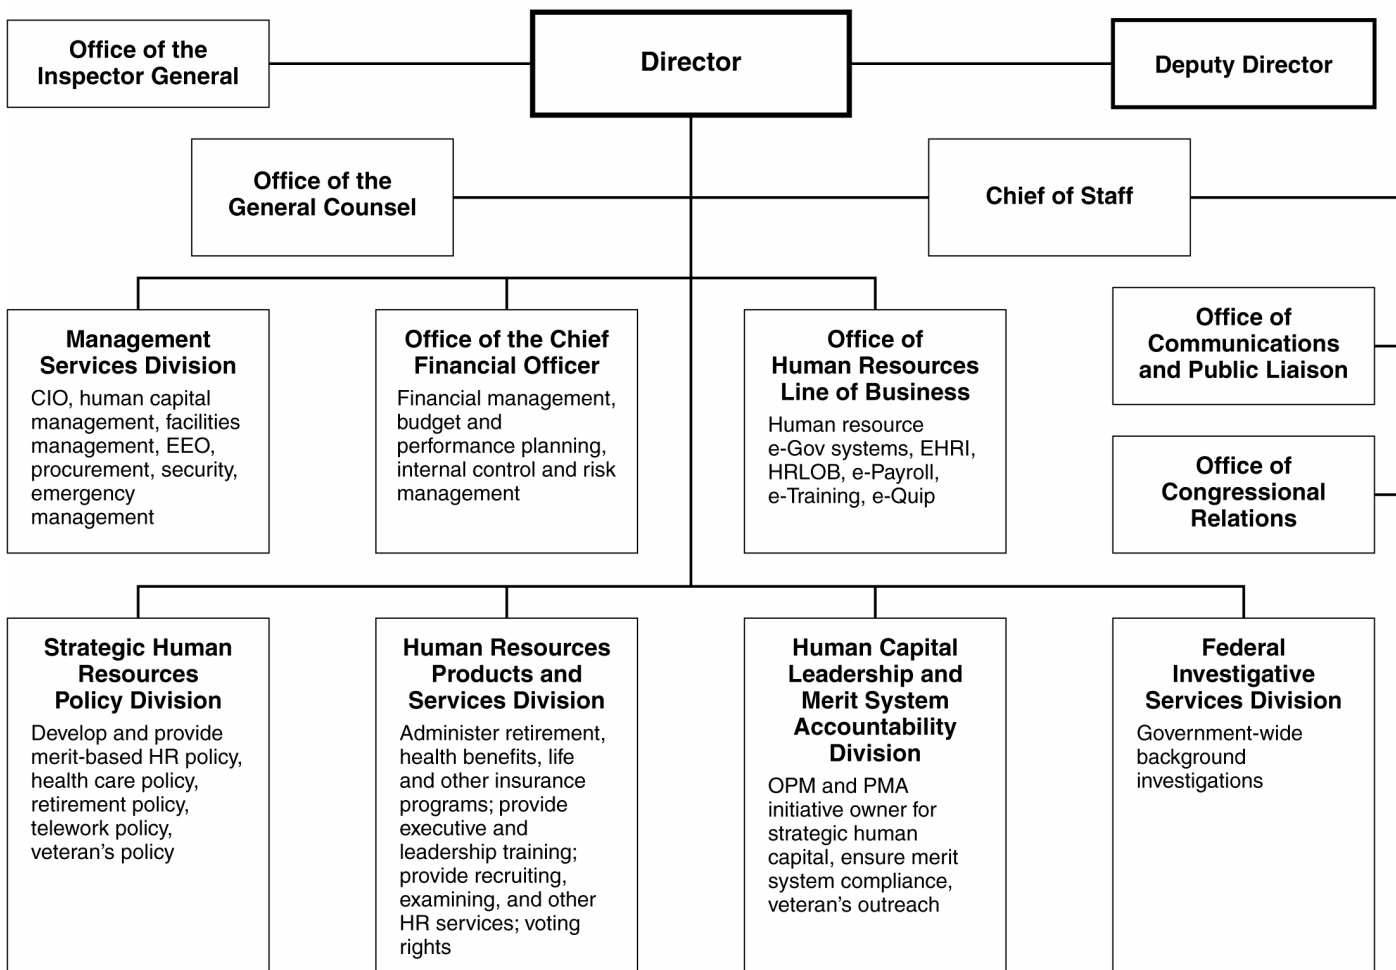 Office of the
Inspector General
Director
Deputy Director
Office of the
General Counsel
Chief of Staff
Management
Services Division
CIO, human capital
management, facilities
management, EEO,
procurement, security,
emergency
management
Office of the Chief
Financial Officer
Financial management,
budget and
performance planning,
internal control and risk
management
Office of
Human Resources
Line of Business
Human resource
e-Gov systems, EHRI,
HRLOB, e-Payroll,
e-Training, e-Quip
Office of
Communications
and Public Liaison
Office of
Congressional
Relations
Strategic Human
Resources
Policy Division
Develop and provide
merit-based HR policy,
health care policy,
retirement policy,
telework policy,
veteran’s policy
Human Resources
Products and
Services Division
Administer retirement,
health benefits, life
and other insurance
programs; provide
executive and
leadership training;
provide recruiting,
examining, and other
HR services; voting
rights
Human Capital
Leadership and
Merit System
Accountability
Division
OPM and PMA
initiative owner for
strategic human
capital, ensure merit
system compliance,
veteran’s outreach
Federal
Investigative
Services Division
Government-wide
background
investigations